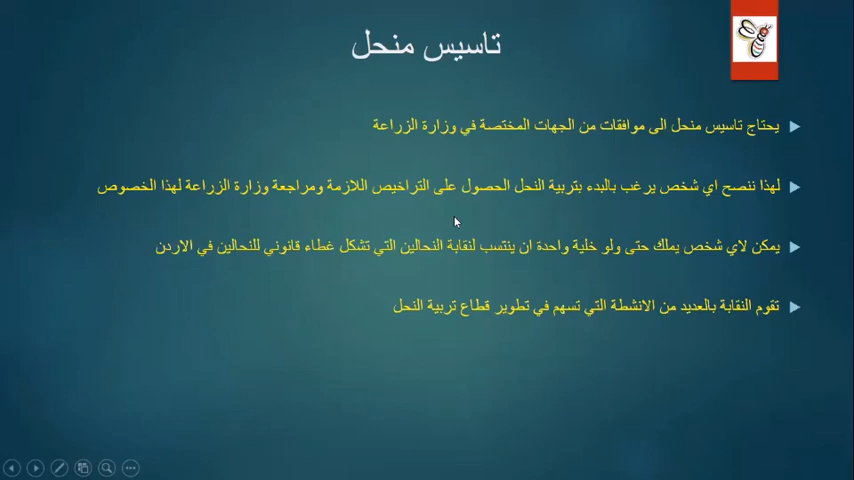 تاسيس منحل
يحتاج تاسيس منحل الى موافقات من الجهات المختصة في وزارة الزراعة
لهذا ننصح اي شخص يرغب بالبدء بتربية النحل الحصول على التراخيص اللازمة ومراجعة وزارة الزراعة لهذا الخصوص
يمكن لاي شخص يملك حتى ولو خلية واحدة ان ينتسب لنقابة النحالين التي تشكل غطاء قانوني للنحالين في الاردن
تقوم النقابة بالعديد من الانشطة التي تسهم في تطوير قطاع تربية النحل